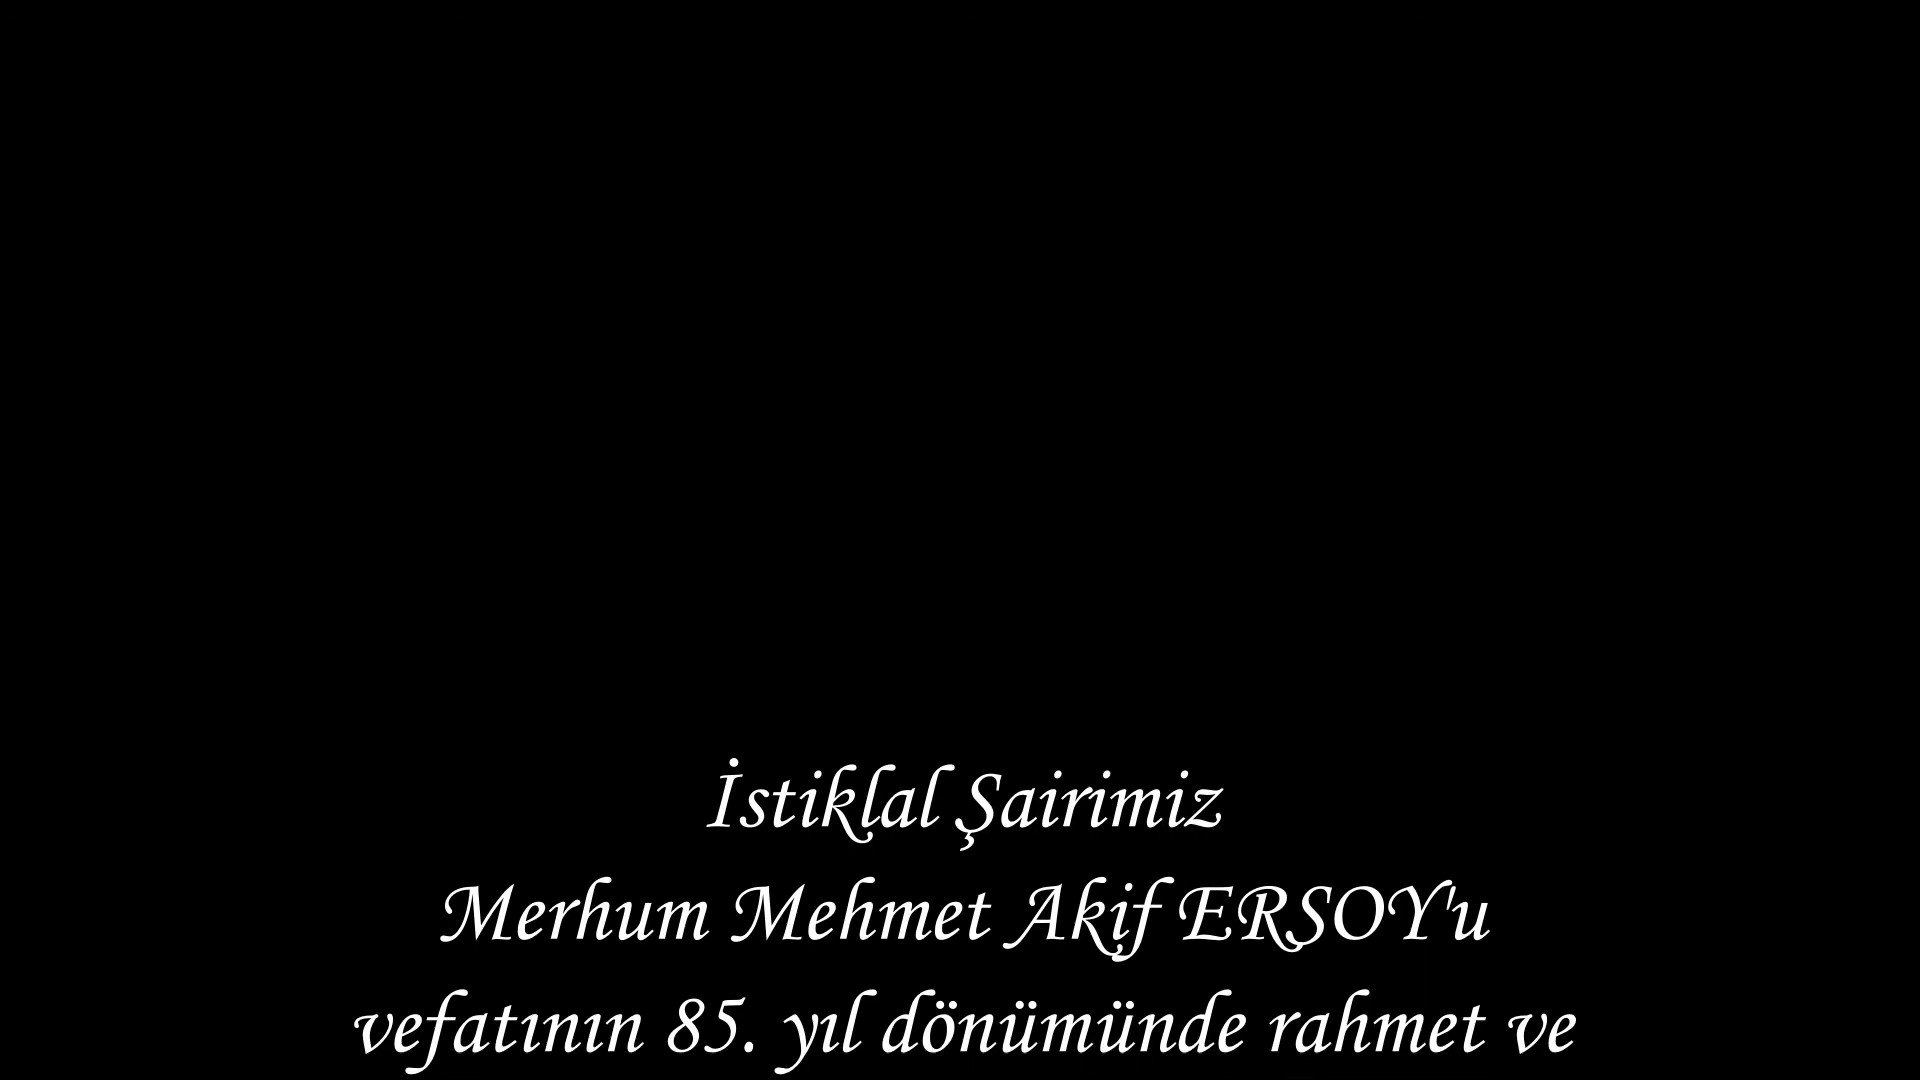 İstiklal Şairimiz
Merhum Mehmet Akif ERSOY'u
vefatının 85. yıl dönümünde rahmet ve